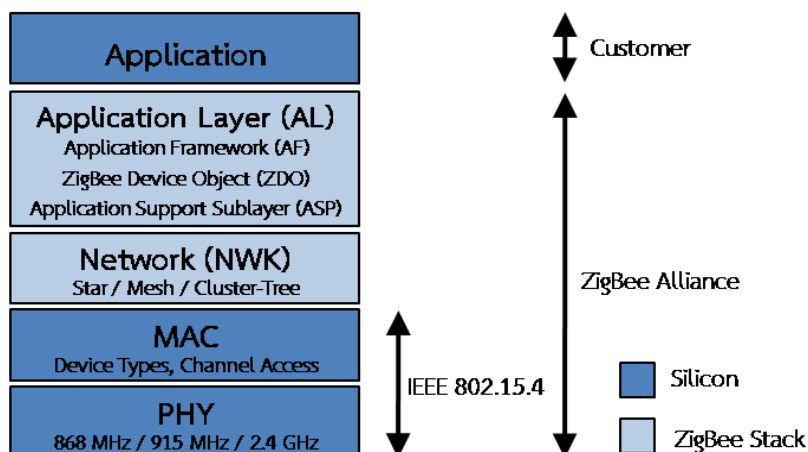 Application
Customer
Application Layer (AL)
Application Framework (AF)
ZigBee Device Object (ZDO)
Application Support Sublayer (ASP)
Network (NWK)
Star / Mesh / Cluster-Tree
ZigBee Alliance
MAC
Device Types, Channel Access
IEEE 802.15.4
PHY
868 MHz / 915 MHz / 2.4 GHz
Silicon
ZigBee Stack